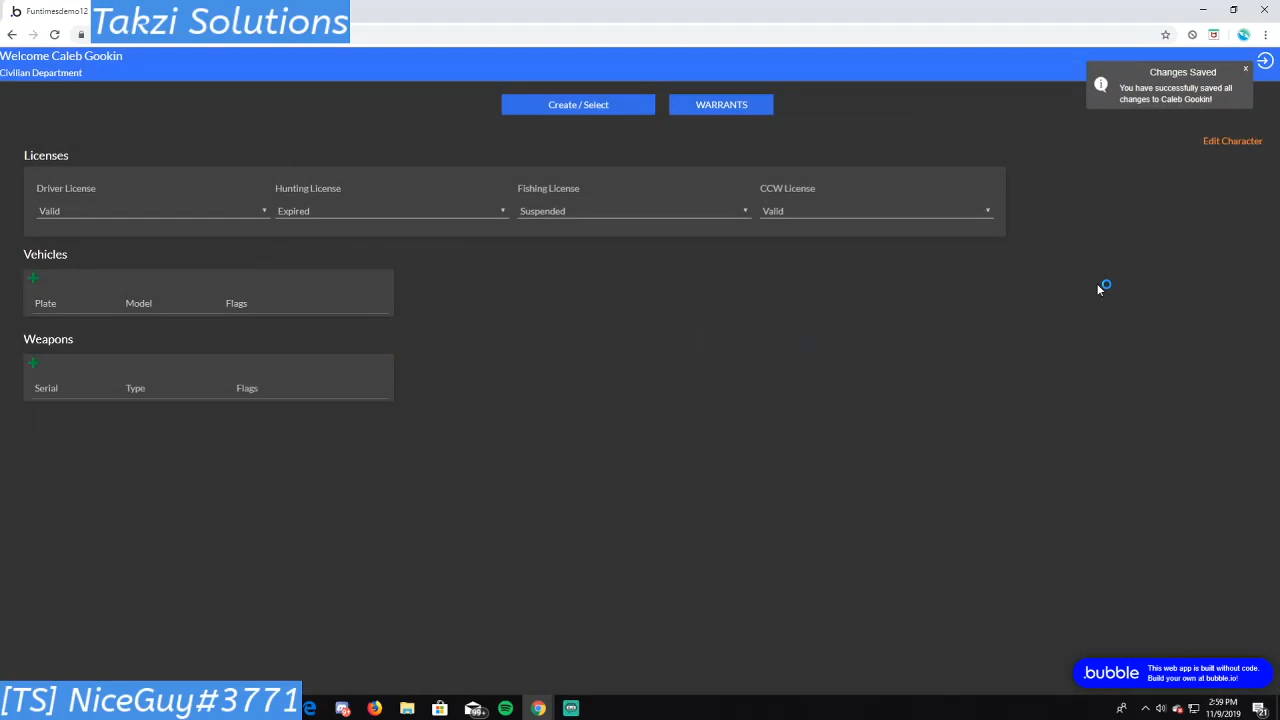 Funtimesdemo12
Takzi Solutions
Welcome Caleb Gookin
Civilian Department
Changes Saved
x
You have successfully saved all
changes to Caleb Gookin!
Create / Select
WARRANTS
Edit Character
Licenses
Driver License
Hunting License
Fishing License
CCW License
Valid
Expired
Suspended
Valid
Vehicles
Plate
Model
Flags
Weapons
Serial
Type
Flags
.bubble
This web app is built without code.
Build your own at bubble.io!
[TS] NiceGuy#3771
99+
2:59 PM
11/9/2019
21